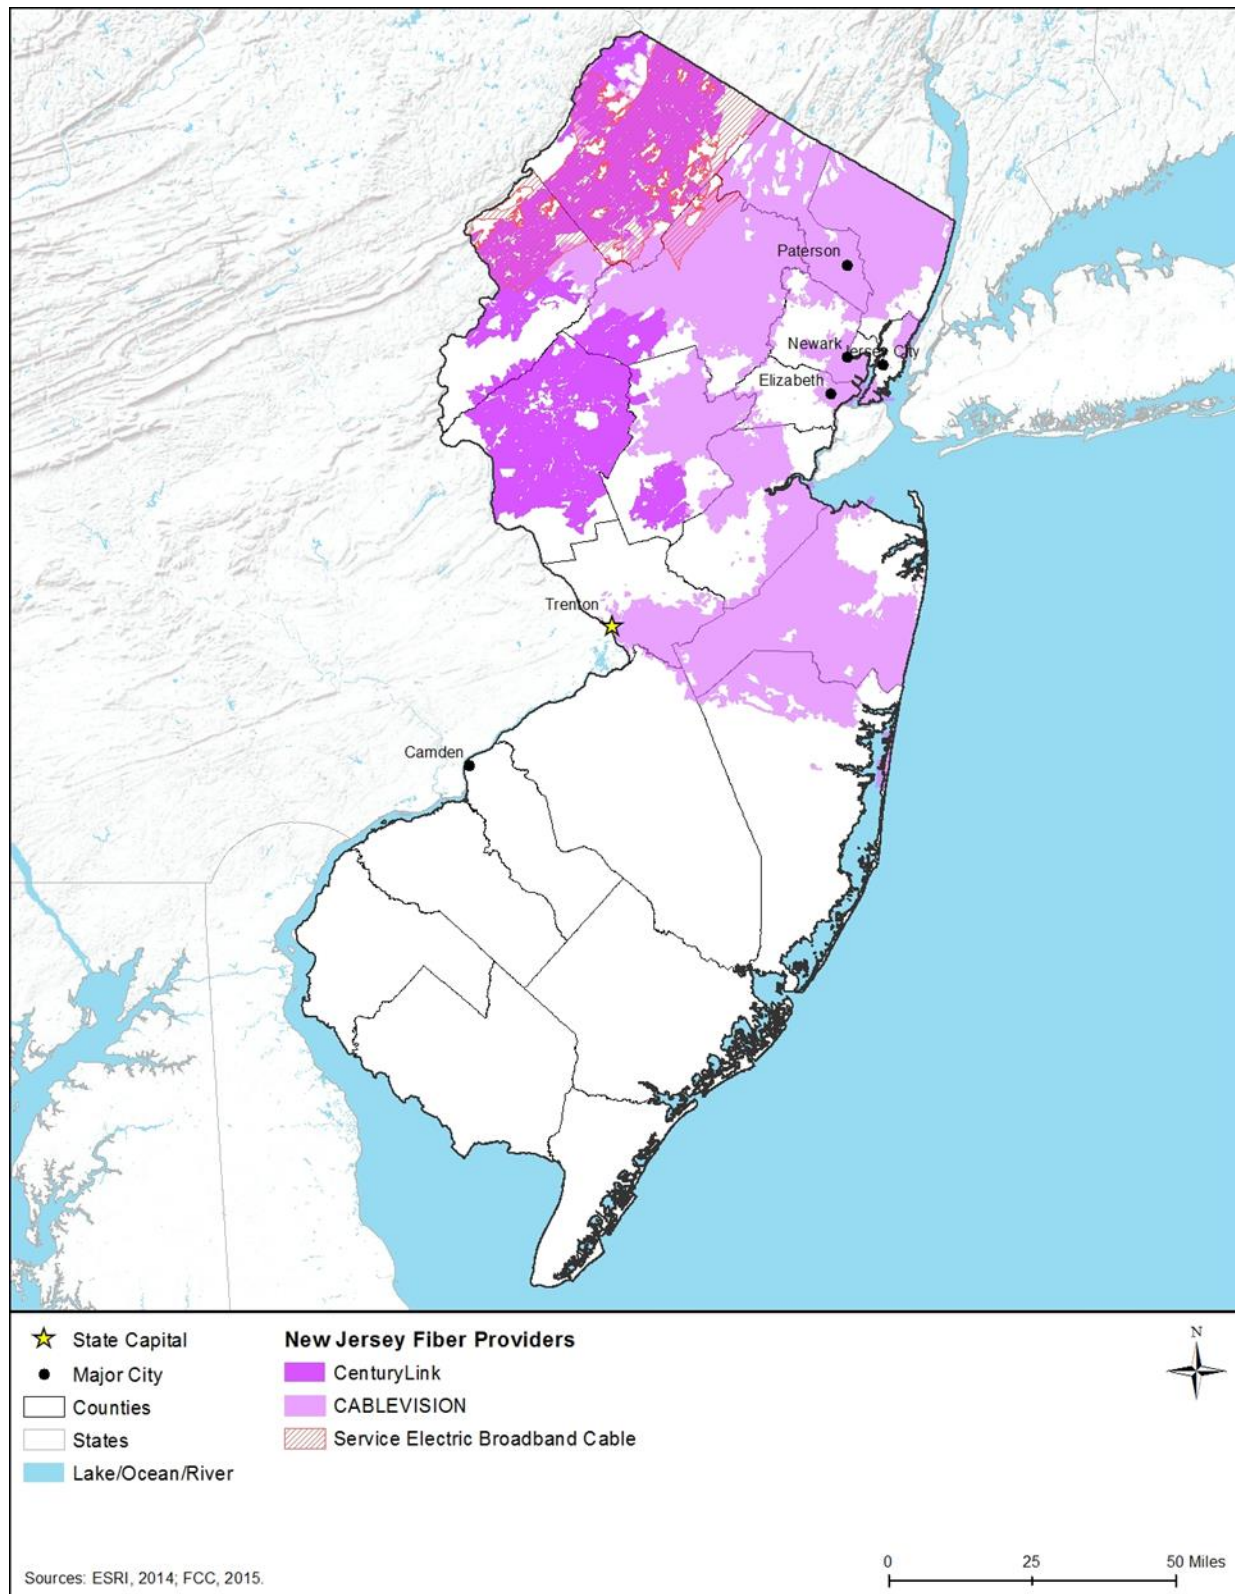 Paterson
Newark
Jersey City
Elizabeth
Trenton
Camden
State Capital
Major City
Counties
States
Lake/Ocean/River
New Jersey Fiber Providers
CenturyLink
CABLEVISION
Service Electric Broadband Cable
N
0 25 50 Miles
Sources: ESRI, 2014; FCC, 2015.